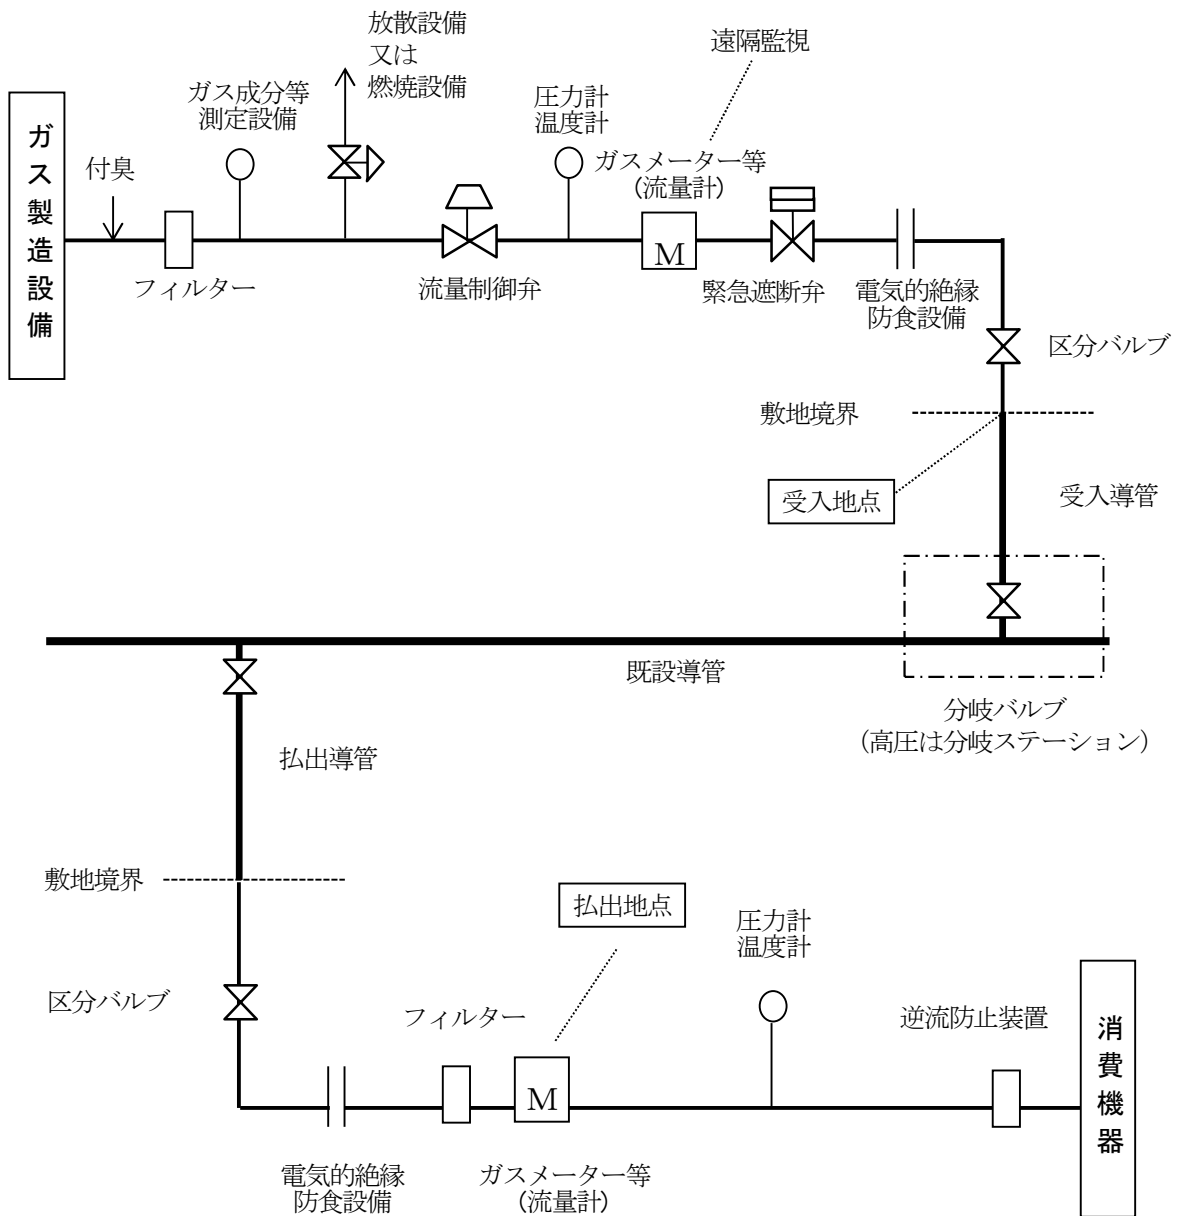 放散設備
又は
燃焼設備
遠隔監視
ガス成分等
測定設備
圧力計
温度計
ガス製造設備
付臭
ガスメーター等
(流量計)
M
フィルター
流量制御弁
緊急遮断弁
電気的絶縁
防食設備
区分バルブ
敷地境界
受入地点
受入導管
既設導管
分岐バルブ
（高圧は分岐ステーション）
払出導管
敷地境界
払出地点
圧力計
温度計
区分バルブ
フィルター
逆流防止装置
消費機器
M
電気的絶縁
防食設備
ガスメーター等
(流量計)